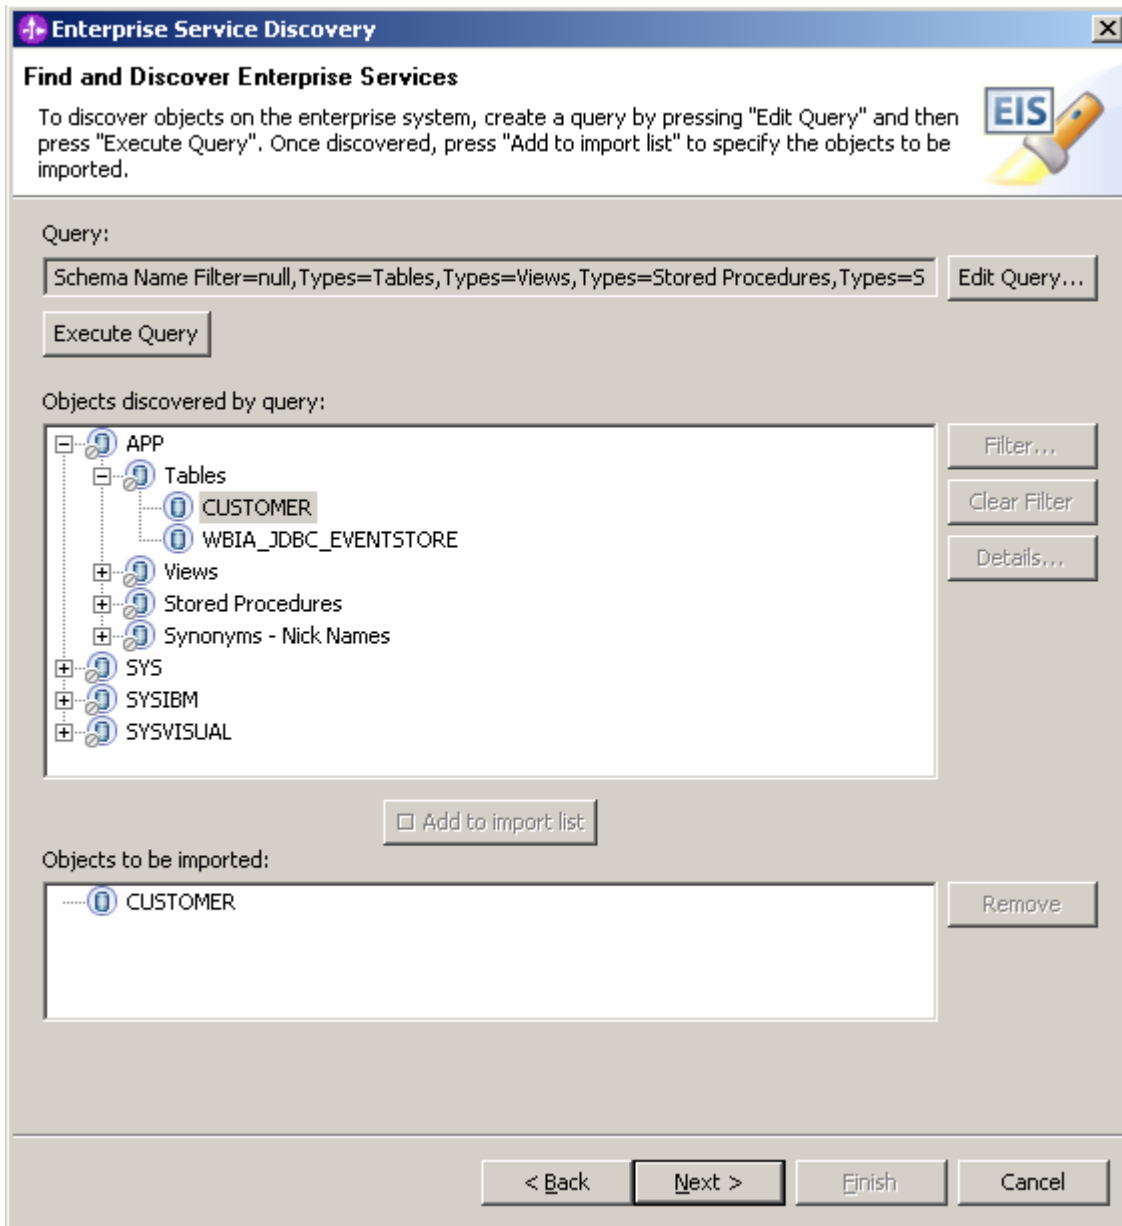 Enterprise Service Discovery
Find and Discover Enterprise Services
To discover objects on the enterprise system, create a query by pressing "Edit Query" and then
press "Execute Query". Once discovered, press "Add to import list" to specify the objects to be
imported.
EIS
Query:
Schema Name Filter=null,Types=Tables,Types=Views,Types=Stored Procedures,Types=S
Edit Query...
Execute Query
Objects discovered by query:
APP
Filter...
Tables
CUSTOMER
Clear Filter
WBIA_JDBC_EVENTSTORE
Details...
Views
Stored Procedures
Synonyms - Nick Names
SYS
SYSIBM
SYSVISUAL
Add to import list
Objects to be imported:
CUSTOMER
Remove
< Back
Next >
Finish
Cancel